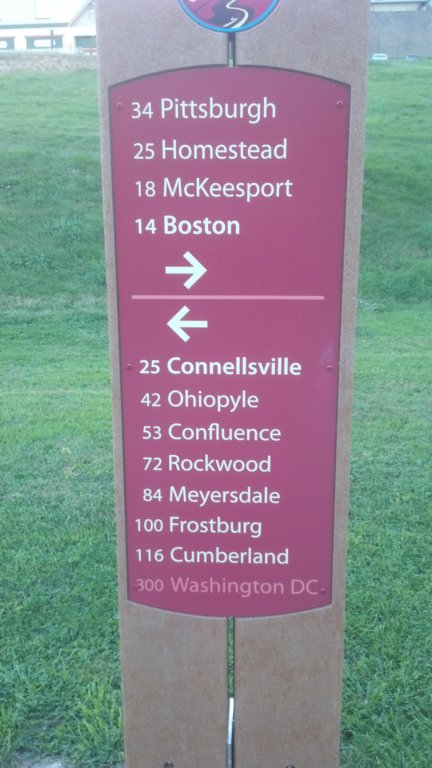 34 Pittsburgh
25 Homestead
18 McKeesport
14 Boston
→
←
25 Connellsville
42 Ohiopyle
53 Confluence
72 Rockwood
84 Meyersdale
100 Frostburg
116 Cumberland
300 Washington DC